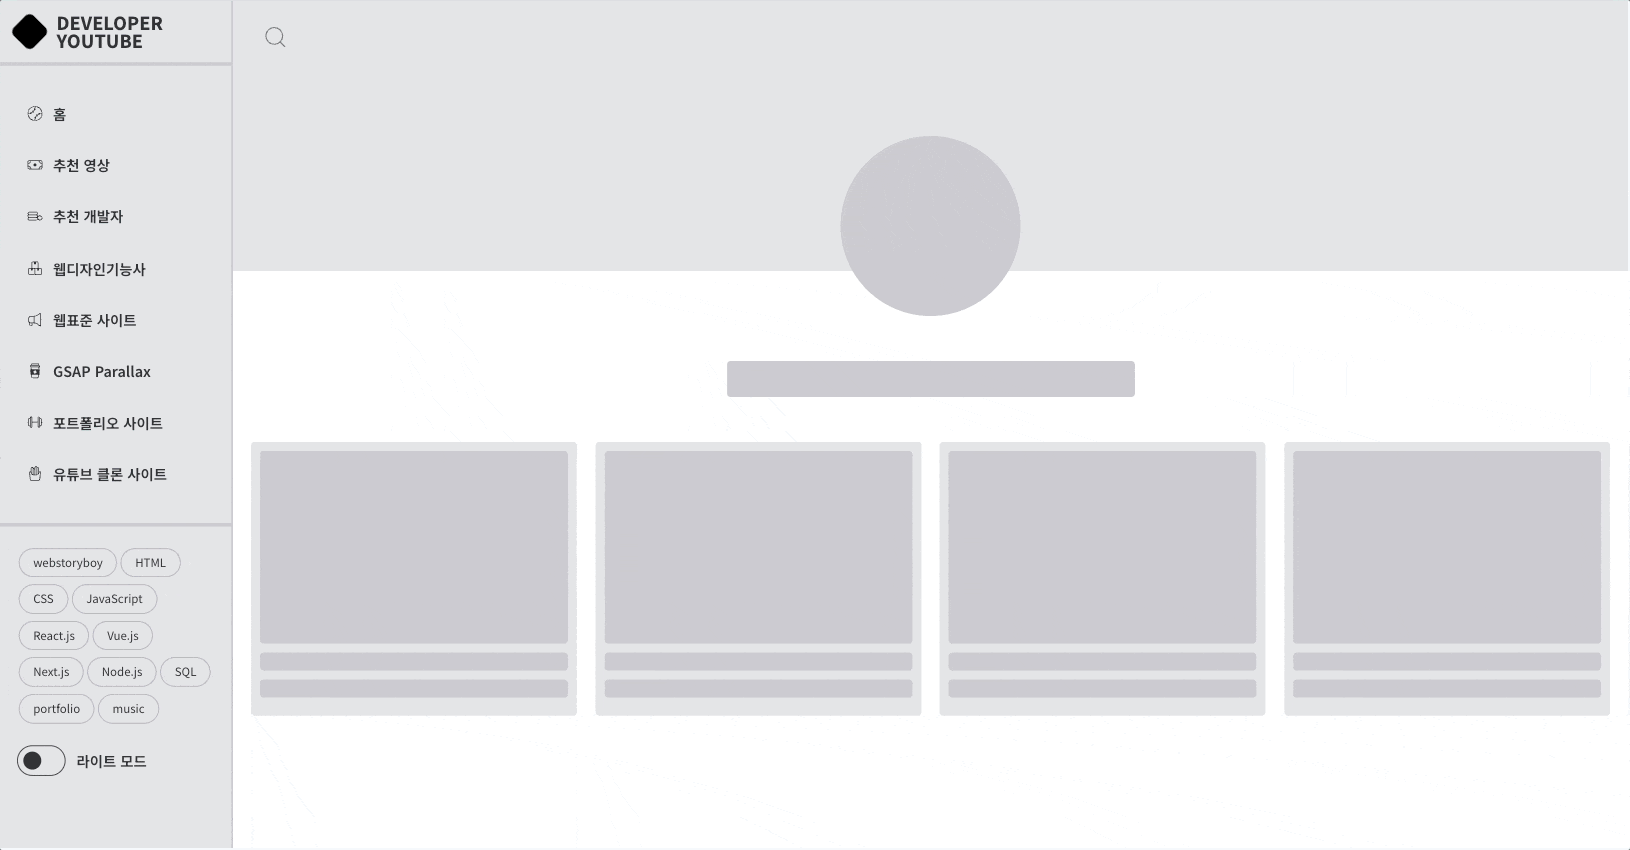 DEVELOPER
YOUTUBE
홈
추천 영상
추천 개발자
웹디자인기능사
웹표준 사이트
GSAP Parallax
포트폴리오 사이트
유튜브 클론 사이트
webstoryboy HTML
CSS JavaScript
React.js Vue.js
Next.js Node.js SQL
portfolio music
라이트 모드